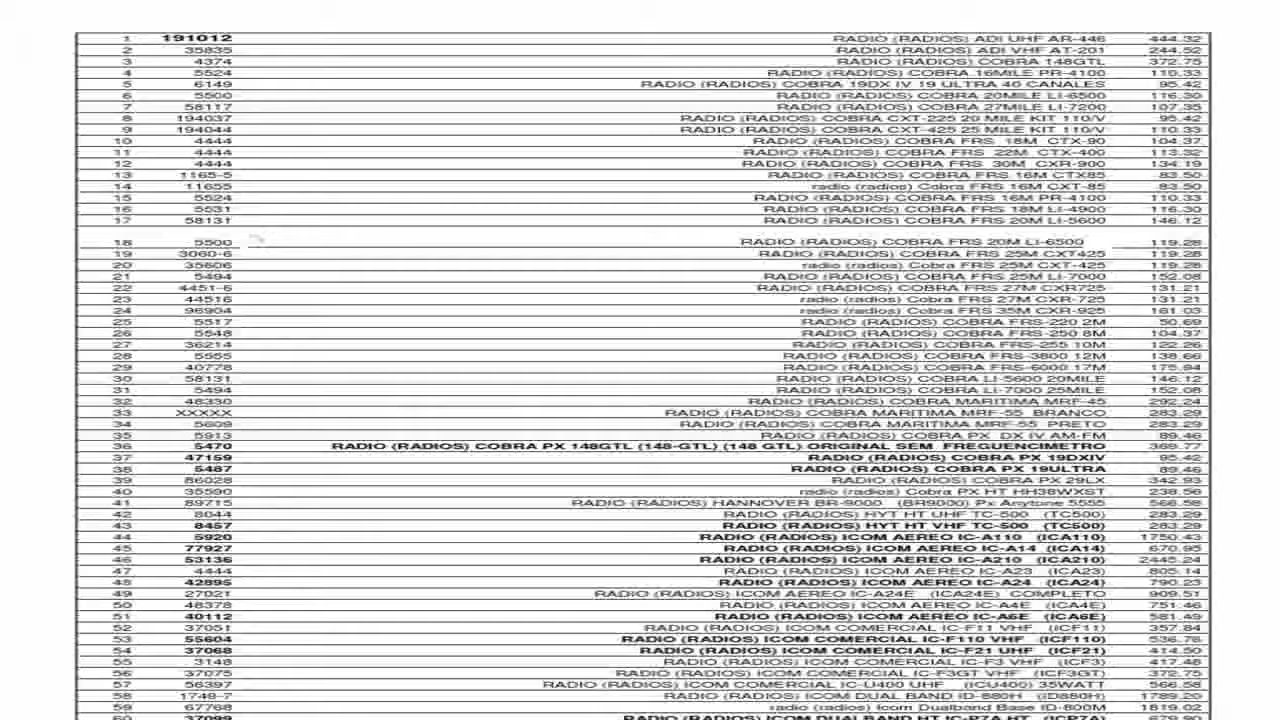 1 191012 RADIO (RADIOS) ADI UHF AR-446 444.32
2 35835 RADIO (RADIOS) ADI VHF AT-201 244.52
3 4374 RADIO (RADIOS) COBRA 148GTL 372.75
4 5524 RADIO (RADIOS) COBRA 16MILE PR-4100 110.33
5 6149 RADIO (RADIOS) COBRA 19DX IV 19 ULTRA 40 CANALES 95.42
6 5500 RADIO (RADIOS) COBRA 20MILE LI-6500 116.30
7 58117 RADIO (RADIOS) COBRA 27MILE LI-7200 107.35
8 194037 RADIO (RADIOS) COBRA CXT-225 20 MILE KIT 110/V 95.42
9 194044 RADIO (RADIOS) COBRA CXT-425 25 MILE KIT 110/V 110.33
10 4444 RADIO (RADIOS) COBRA FRS 18M CTX-90 104.37
11 4444 RADIO (RADIOS) COBRA FRS 22M CTX-400 113.32
12 4444 RADIO (RADIOS) COBRA FRS 30M CXR-900 134.19
13 1165-5 RADIO (RADIOS) COBRA FRS 16M CTX85 83.50
14 11655 radio (radios) Cobra FRS 16M CXT-85 83.50
15 5524 RADIO (RADIOS) COBRA FRS 16M PR-4100 110.33
16 5531 RADIO (RADIOS) COBRA FRS 18M LI-4900 116.30
17 58131 RADIO (RADIOS) COBRA FRS 20M LI-5600 146.12
18 5500 RADIO (RADIOS) COBRA FRS 20M LI-6500 119.28
19 3060-6 RADIO (RADIOS) COBRA FRS 25M CXT425 119.28
20 35606 radio (radios) Cobra FRS 25M CXT-425 119.28
21 5494 RADIO (RADIOS) COBRA FRS 25M LI-7000 152.08
22 4451-6 RADIO (RADIOS) COBRA FRS 27M CXR725 131.21
23 44516 radio (radios) Cobra FRS 27M CXR-725 131.21
24 96904 radio (radios) Cobra FRS 35M CXR-925 161.03
25 5517 RADIO (RADIOS) COBRA FRS-220 2M 50.69
26 5548 RADIO (RADIOS) COBRA FRS-250 8M 104.37
27 36214 RADIO (RADIOS) COBRA FRS-255 10M 122.26
28 5555 RADIO (RADIOS) COBRA FRS-3800 12M 138.66
29 40778 RADIO (RADIOS) COBRA FRS-6000 17M 175.94
30 58131 RADIO (RADIOS) COBRA LI-5600 20MILE 146.12
31 5494 RADIO (RADIOS) COBRA LI-7000 25MILE 152.08
32 48330 RADIO (RADIOS) COBRA MARITIMA MRF-45 292.24
33 XXXXX RADIO (RADIOS) COBRA MARITIMA MRF-55 BRANCO 283.29
34 5609 RADIO (RADIOS) COBRA MARITIMA MRF-55 PRETO 283.29
35 5913 RADIO (RADIOS) COBRA PX DX IV AM-FM 89.46
36 5470 RADIO (RADIOS) COBRA PX 148GTL (148-GTL) (148 GTL) ORIGINAL SEM FREQUENCIMETRO 369.77
37 47159 RADIO (RADIOS) COBRA PX 19DXIV 95.42
38 5487 RADIO (RADIOS) COBRA PX 19ULTRA 89.46
39 86028 RADIO (RADIOS) COBRA PX 29LX 342.93
40 35590 radio (radios) Cobra PX HT HH38WXST 238.56
41 89715 RADIO (RADIOS) HANNOVER BR-9000 (BR9000) Px Anytone 5555 566.58
42 8044 RADIO (RADIOS) HYT HT UHF TC-500 (TC500) 283.29
43 8457 RADIO (RADIOS) HYT HT VHF TC-500 (TC500) 283.29
44 5920 RADIO (RADIOS) ICOM AEREO IC-A110 (ICA110) 1750.43
45 77927 RADIO (RADIOS) ICOM AEREO IC-A14 (ICA14) 670.95
46 53136 RADIO (RADIOS) ICOM AEREO IC-A210 (ICA210) 2445.24
47 4444 RADIO (RADIOS) ICOM AEREO IC-A23 (ICA23) 805.14
48 42895 RADIO (RADIOS) ICOM AEREO IC-A24 (ICA24) 790.23
49 27021 RADIO (RADIOS) ICOM AEREO IC-A24E (ICA24E) COMPLETO 909.51
50 48378 RADIO (RADIOS) ICOM AEREO IC-A4E (ICA4E) 751.46
51 40112 RADIO (RADIOS) ICOM AEREO IC-A6E (ICA6E) 581.49
52 37051 RADIO (RADIOS) ICOM COMERCIAL IC-F11 VHF (ICF11) 357.84
53 55604 RADIO (RADIOS) ICOM COMERCIAL IC-F110 VHF (ICF110) 536.76
54 37068 RADIO (RADIOS) ICOM COMERCIAL IC-F21 UHF (ICF21) 414.50
55 3148 RADIO (RADIOS) ICOM COMERCIAL IC-F3 VHF (ICF3) 417.48
56 37075 RADIO (RADIOS) ICOM COMERCIAL IC-F3GT VHF (ICF3GT) 372.75
57 56397 RADIO (RADIOS) ICOM COMERCIAL IC-U400 UHF (ICU400) 35WATT 566.58
58 1749-7 RADIO (RADIOS) ICOM DUAL BAND ID-880H (ID880H) 1789.20
59 67768 radio (radios) Icom Dualband Base ID-800M 1819.02
60 37099 RADIO (RADIOS) ICOM DUALBAND HT IC-P7A HT (ICP7A) 679.90